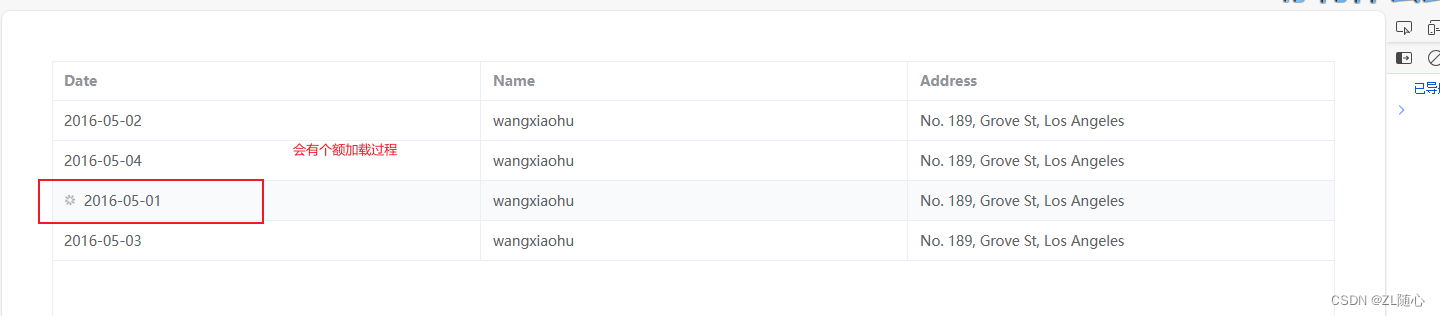 Date Name Address
2016-05-02 wangxiaohu No. 189, Grove St, Los Angeles
会有个额加载过程
2016-05-04 wangxiaohu No. 189, Grove St, Los Angeles
2016-05-01 wangxiaohu No. 189, Grove St, Los Angeles
2016-05-03 wangxiaohu No. 189, Grove St, Los Angeles
已导
CSDN @ZL随心